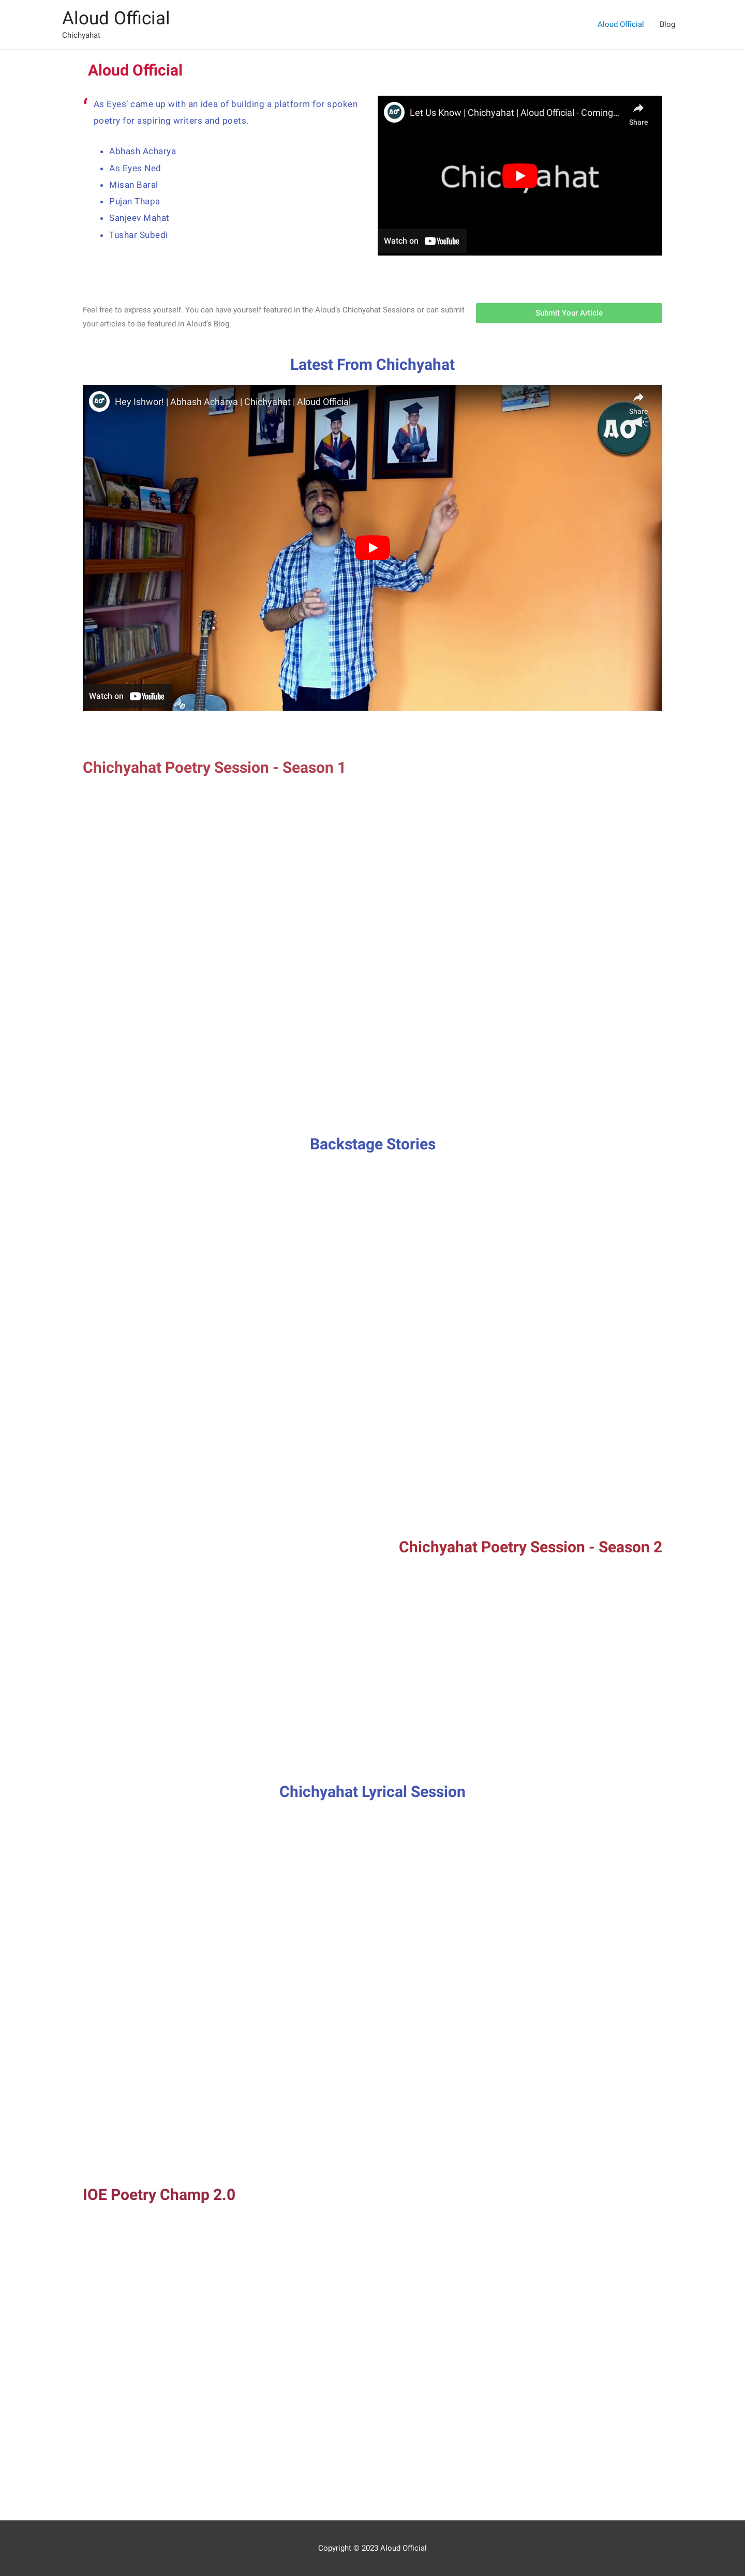 Aloud Official
Chichyahat
Aloud Official
Blog
Aloud Official
‘
As Eyes’ came up with an idea of building a platform for spoken
poetry for aspiring writers and poets.
• Abhash Acharya
• As Eyes Ned
• Misan Baral
• Pujan Thapa
• Sanjeev Mahat
• Tushar Subedi
AO
Let Us Know | Chichyahat | Aloud Official - Coming…
Share
Chichyahat
Watch on YouTube
Feel free to express yourself. You can have yourself featured in the Aloud’s Chichyahat Sessions or can submit
your articles to be featured in Aloud’s Blog.
Submit Your Article
Latest From Chichyahat
AO
Hey Ishwor! | Abhash Acharya | Chichyahat | Aloud Official
Share
AO
Watch on YouTube
Chichyahat Poetry Session - Season 1
Backstage Stories
Chichyahat Poetry Session - Season 2
Chichyahat Lyrical Session
IOE Poetry Champ 2.0
Copyright © 2023 Aloud Official